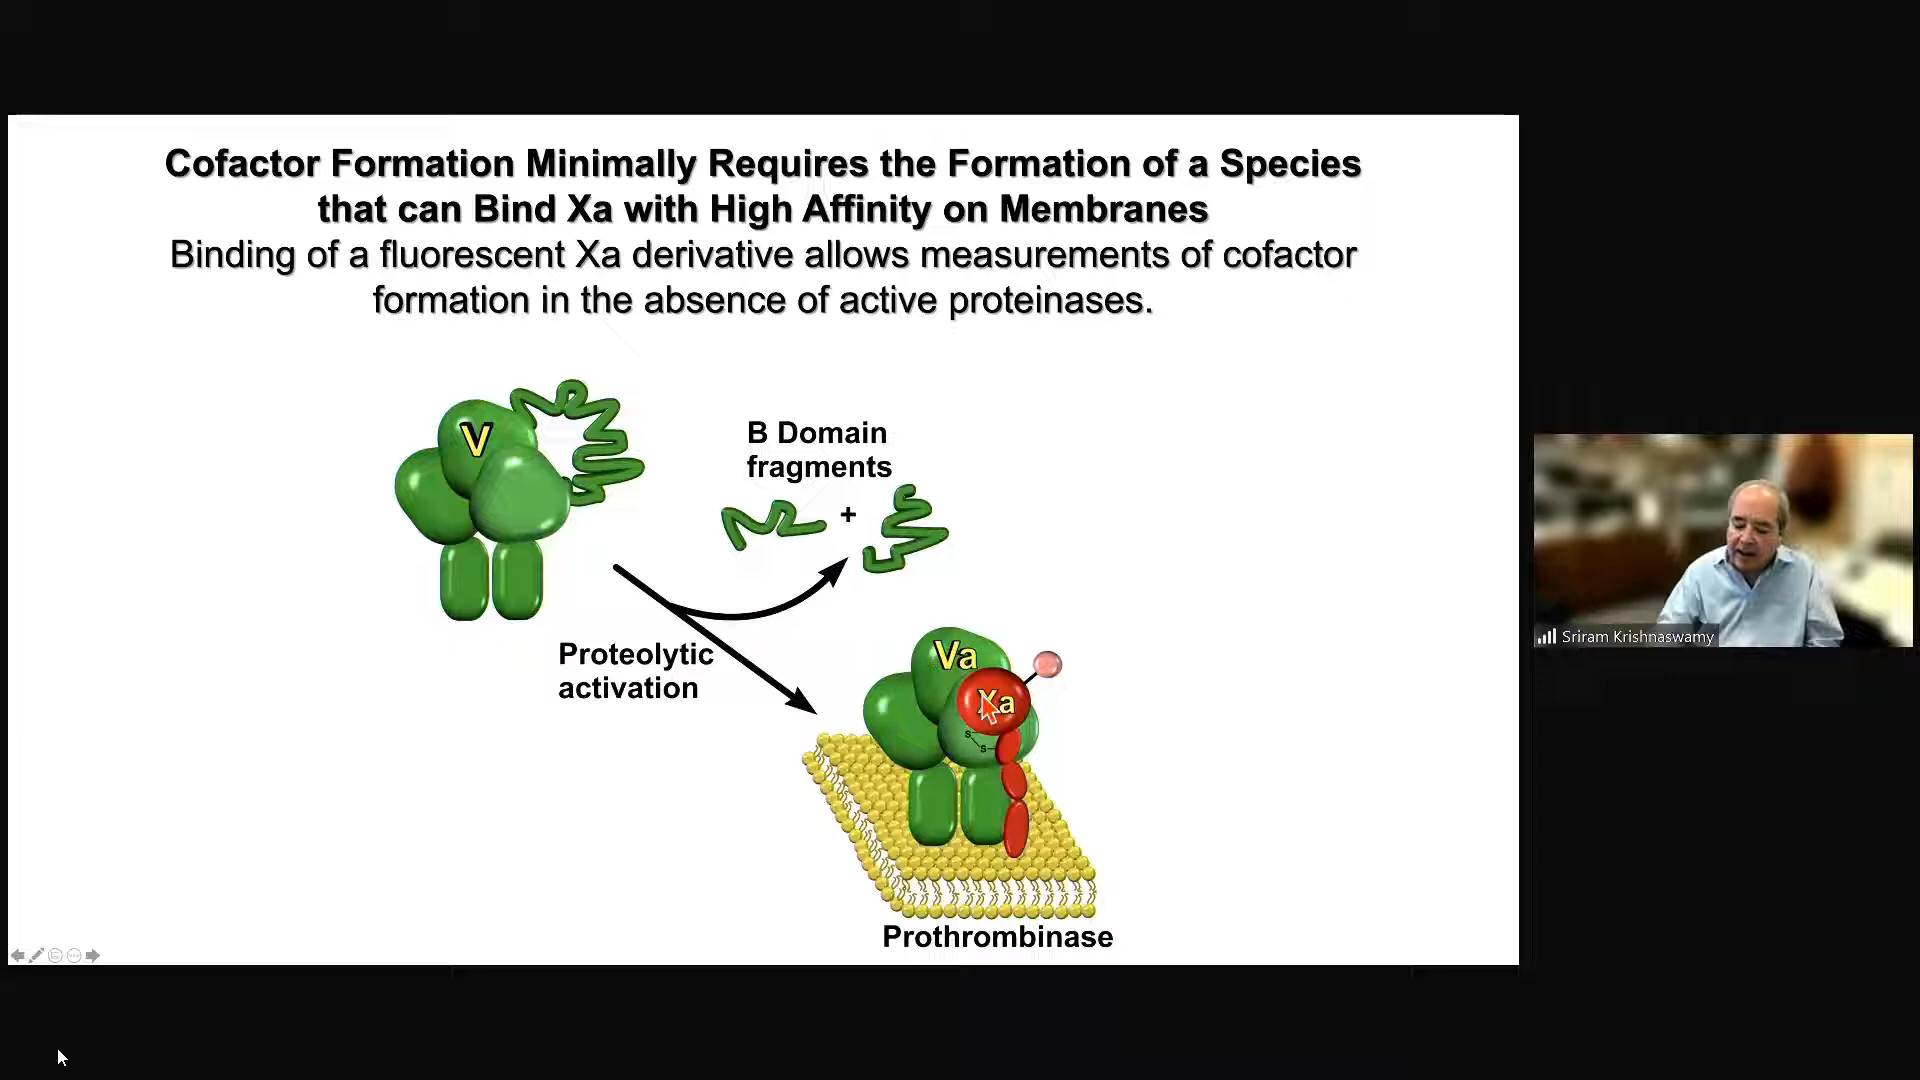 Cofactor Formation Minimally Requires the Formation of a Species
that can Bind Xa with High Affinity on Membranes
Binding of a fluorescent Xa derivative allows measurements of cofactor
formation in the absence of active proteinases.
V
B Domain
fragments
+
Proteolytic
activation
Va
Xa
s
s
Prothrombinase
Sriram Krishnaswamy